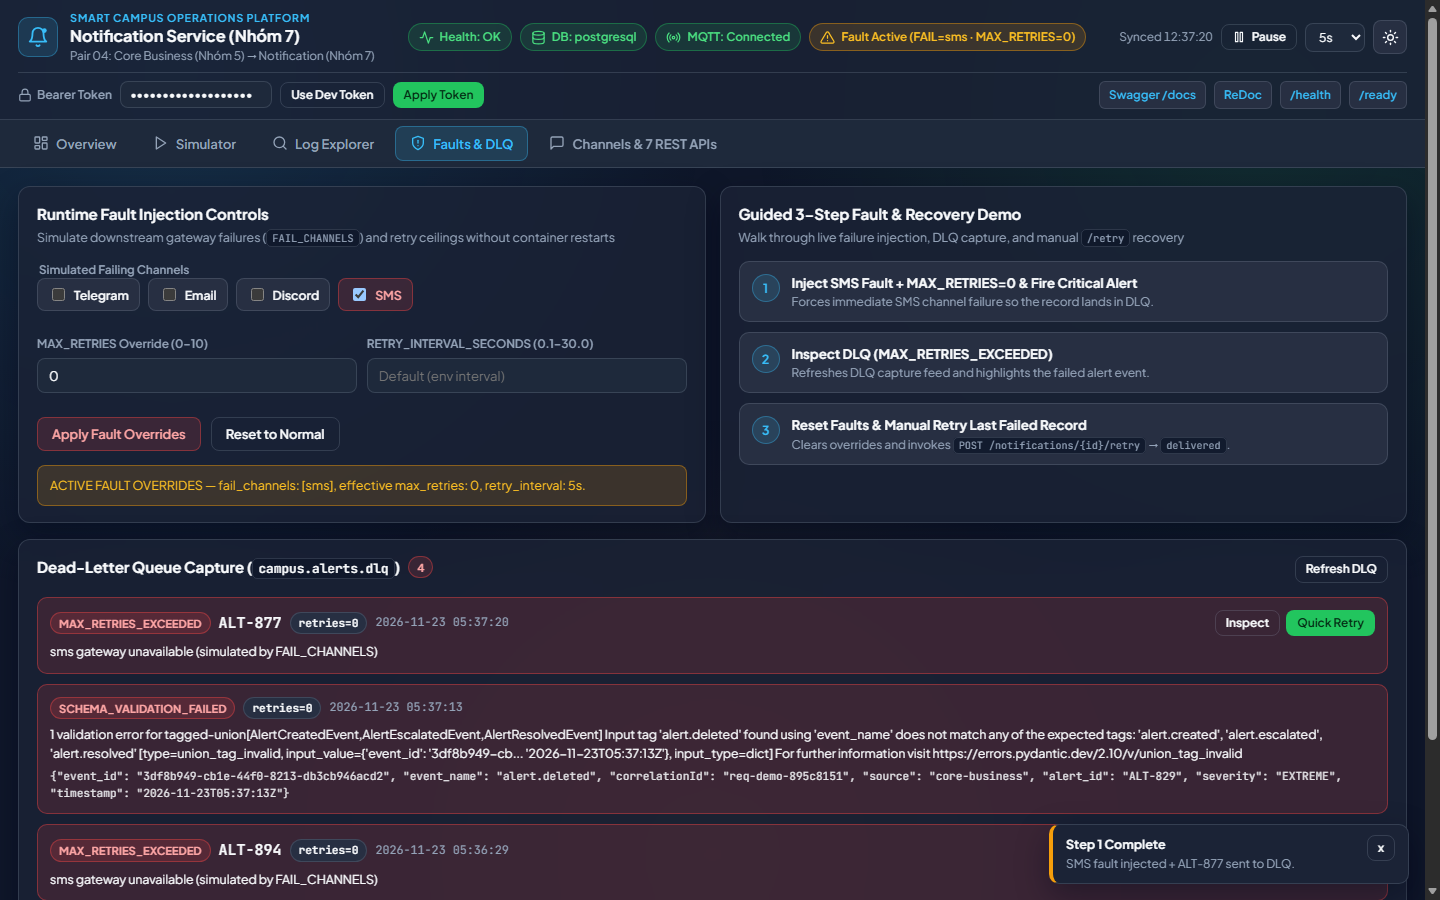 SMART CAMPUS OPERATIONS PLATFORM
Notification Service (Nhóm 7)
Pair 04: Core Business (Nhóm 5) → Notification (Nhóm 7)
Health: OK
DB: postgresql
MQTT: Connected
Fault Active (FAIL=sms · MAX_RETRIES=0)
Synced 12:37:20
Pause
5s
Bearer Token
••••••••••••••••••
Use Dev Token
Apply Token
Swagger /docs
ReDoc
/health
/ready
Overview
Simulator
Log Explorer
Faults & DLQ
Channels & 7 REST APIs
Runtime Fault Injection Controls
Simulate downstream gateway failures ( FAIL_CHANNELS ) and retry ceilings without container restarts
Simulated Failing Channels
Telegram
Email
Discord
SMS
MAX_RETRIES Override (0–10)
RETRY_INTERVAL_SECONDS (0.1–30.0)
0
Default (env interval)
Apply Fault Overrides
Reset to Normal
ACTIVE FAULT OVERRIDES — fail_channels: [sms], effective max_retries: 0, retry_interval: 5s.
Guided 3-Step Fault & Recovery Demo
Walk through live failure injection, DLQ capture, and manual /retry recovery
1
Inject SMS Fault + MAX_RETRIES=0 & Fire Critical Alert
Forces immediate SMS channel failure so the record lands in DLQ.
2
Inspect DLQ (MAX_RETRIES_EXCEEDED)
Refreshes DLQ capture feed and highlights the failed alert event.
3
Reset Faults & Manual Retry Last Failed Record
Clears overrides and invokes POST /notifications/{id}/retry → delivered .
Dead-Letter Queue Capture ( campus.alerts.dlq ) 4
Refresh DLQ
MAX_RETRIES_EXCEEDED ALT-877 retries=0 2026-11-23 05:37:20
Inspect
Quick Retry
sms gateway unavailable (simulated by FAIL_CHANNELS)
SCHEMA_VALIDATION_FAILED retries=0 2026-11-23 05:37:13
1 validation error for tagged-union[AlertCreatedEvent,AlertEscalatedEvent,AlertResolvedEvent] Input tag 'alert.deleted' found using 'event_name' does not match any of the expected tags: 'alert.created', 'alert.escalated',
'alert.resolved' [type=union_tag_invalid, input_value={'event_id': '3df8b949-cb... '2026-11-23T05:37:13Z'}, input_type=dict] For further information visit https://errors.pydantic.dev/2.10/v/union_tag_invalid
{"event_id": "3df8b949-cb1e-44f0-8213-db3cb946acd2", "event_name": "alert.deleted", "correlationId": "req-demo-895c8151", "source": "core-business", "alert_id": "ALT-829", "severity": "EXTREME",
"timestamp": "2026-11-23T05:37:13Z"}
MAX_RETRIES_EXCEEDED ALT-894 retries=0 2026-11-23 05:36:29
sms gateway unavailable (simulated by FAIL_CHANNELS)
Step 1 Complete
SMS fault injected + ALT-877 sent to DLQ.
x